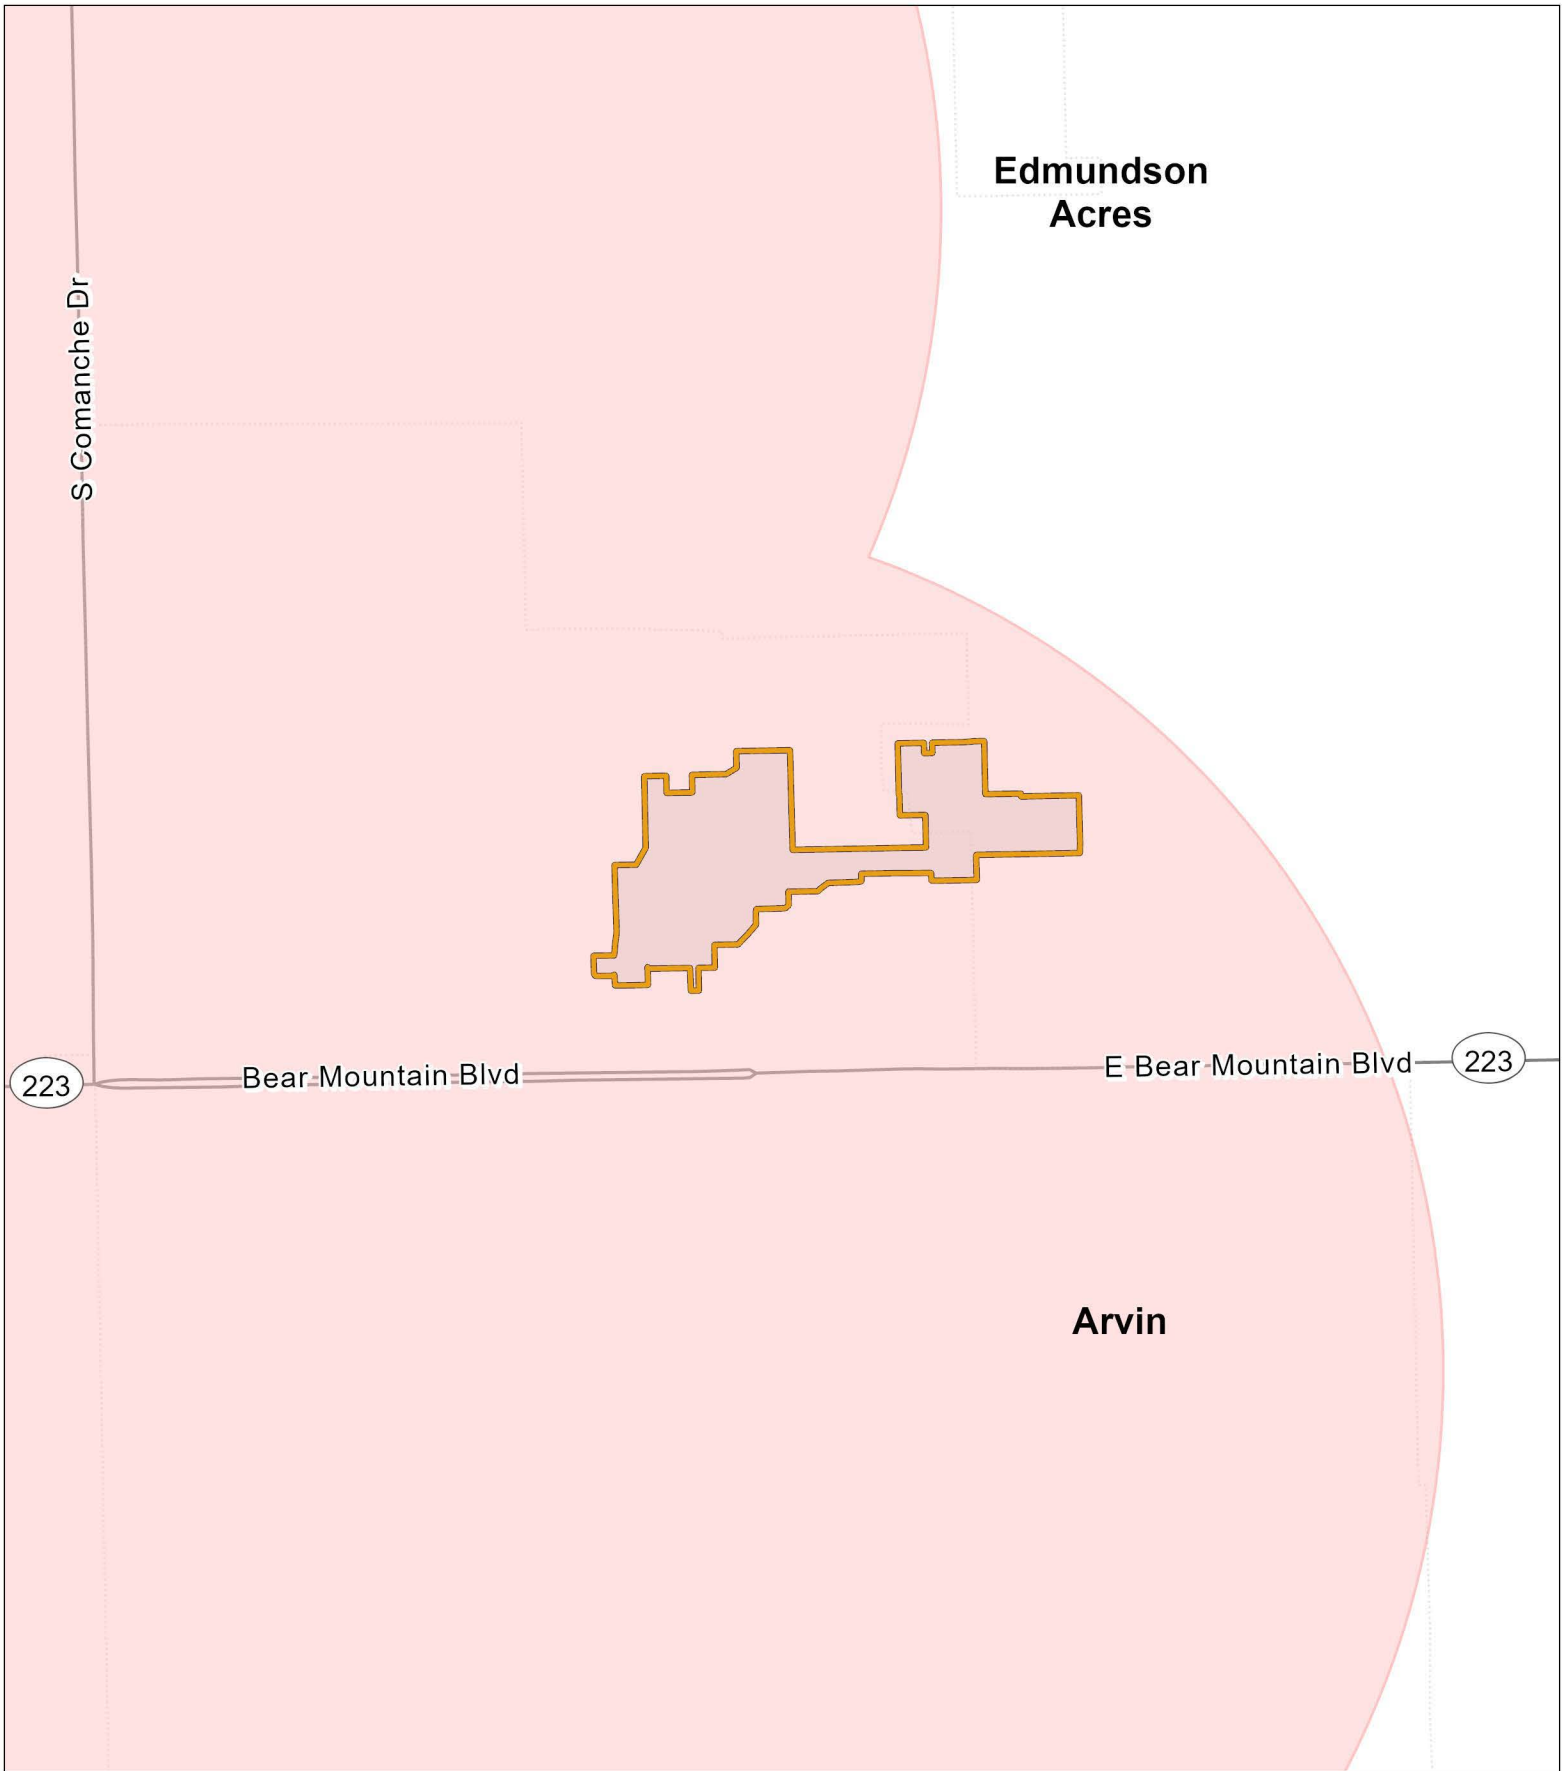 Edmundson
Acres
S Comanche Dr
223
Bear Mountain Blvd
E Bear Mountain Blvd
223
Arvin